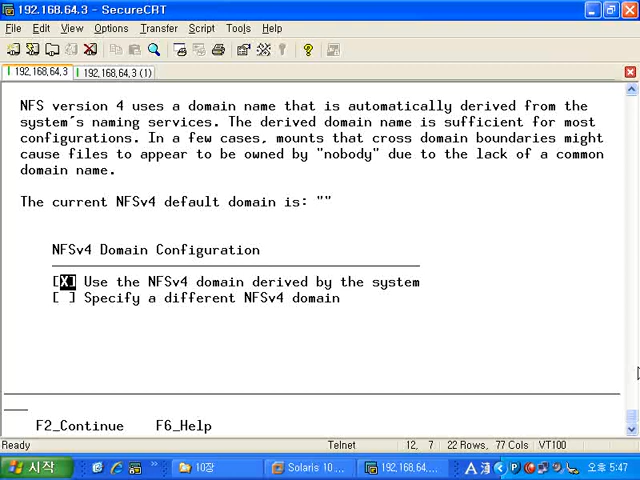 192.168.64.3 - SecureCRT
File Edit View Options Transfer Script Tools Help
192,168,64,3 192,168,64,3 (1)
NFS version 4 uses a domain name that is automatically derived from the
system's naming services. The derived domain name is sufficient for most
configurations. In a few cases, mounts that cross domain boundaries might
cause files to appear to be owned by "nobody" due to the lack of a common
domain name.
The current NFSv4 default domain is: ""
NFSv4 Domain Configuration
[X] Use the NFSv4 domain derived by the system
[ ] Specify a different NFSv4 domain
F2_Continue F6_Help
Ready Telnet 12, 7 22 Rows, 77 Cols VT100
시작 10장 Solaris 10 ... 192,168,64,... A 漢 오후 5:47